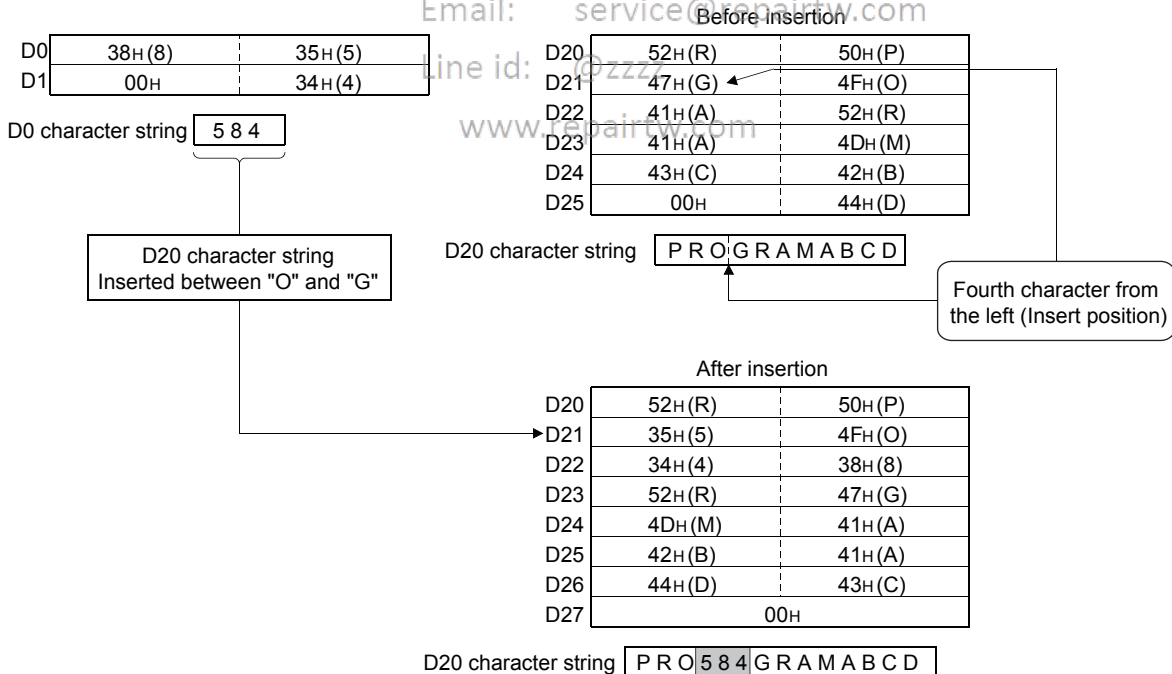 Email: service@repairtw.com
Before insertion
D0 38H(8) 35H(5)
D1 00H 34H(4)
D0 character string 5 8 4
Line id: @zzzz
www.repairtw.com
D20 52H(R) 50H(P)
D21 47H(G) 4FH(O)
D22 41H(A) 52H(R)
D23 41H(A) 4DH(M)
D24 43H(C) 42H(B)
D25 00H 44H(D)
D20 character string
Inserted between "O" and "G"
D20 character string P R O G R A M A B C D
Fourth character from
the left (Insert position)
After insertion
D20 52H(R) 50H(P)
D21 35H(5) 4FH(O)
D22 34H(4) 38H(8)
D23 52H(R) 47H(G)
D24 4DH(M) 41H(A)
D25 42H(B) 41H(A)
D26 44H(D) 43H(C)
D27 00H
D20 character string P R O 5 8 4 G R A M A B C D